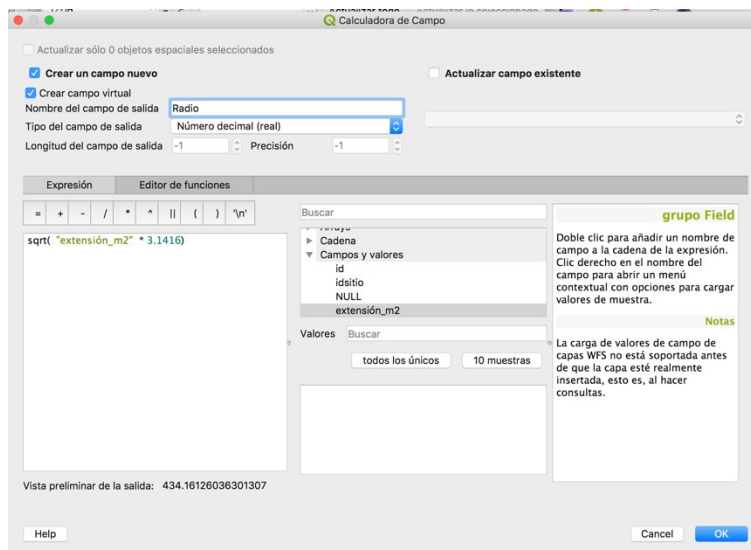 Calculadora de Campo
Actualizar sólo 0 objetos espaciales seleccionados
Crear un campo nuevo
Actualizar campo existente
Crear campo virtual
Nombre del campo de salida Radio
Tipo del campo de salida Número decimal (real)
Longitud del campo de salida -1 Precisión -1
Expresión Editor de funciones
= + - / * ^ || ( ) '\n'
Buscar
grupo Field
sqrt( "extensión_m2" * 3.1416)
Cadena
Campos y valores
id
idsitio
NULL
extensión_m2
Valores Buscar
todos los únicos 10 muestras
Doble clic para añadir un nombre de
campo a la cadena de la expresión.
Clic derecho en el nombre del
campo para abrir un menú
contextual con opciones para cargar
valores de muestra.
Notas
La carga de valores de campo de
capas WFS no está soportada antes
de que la capa esté realmente
insertada, esto es, al hacer
consultas.
Vista preliminar de la salida: 434.16126036301307
Help Cancel OK